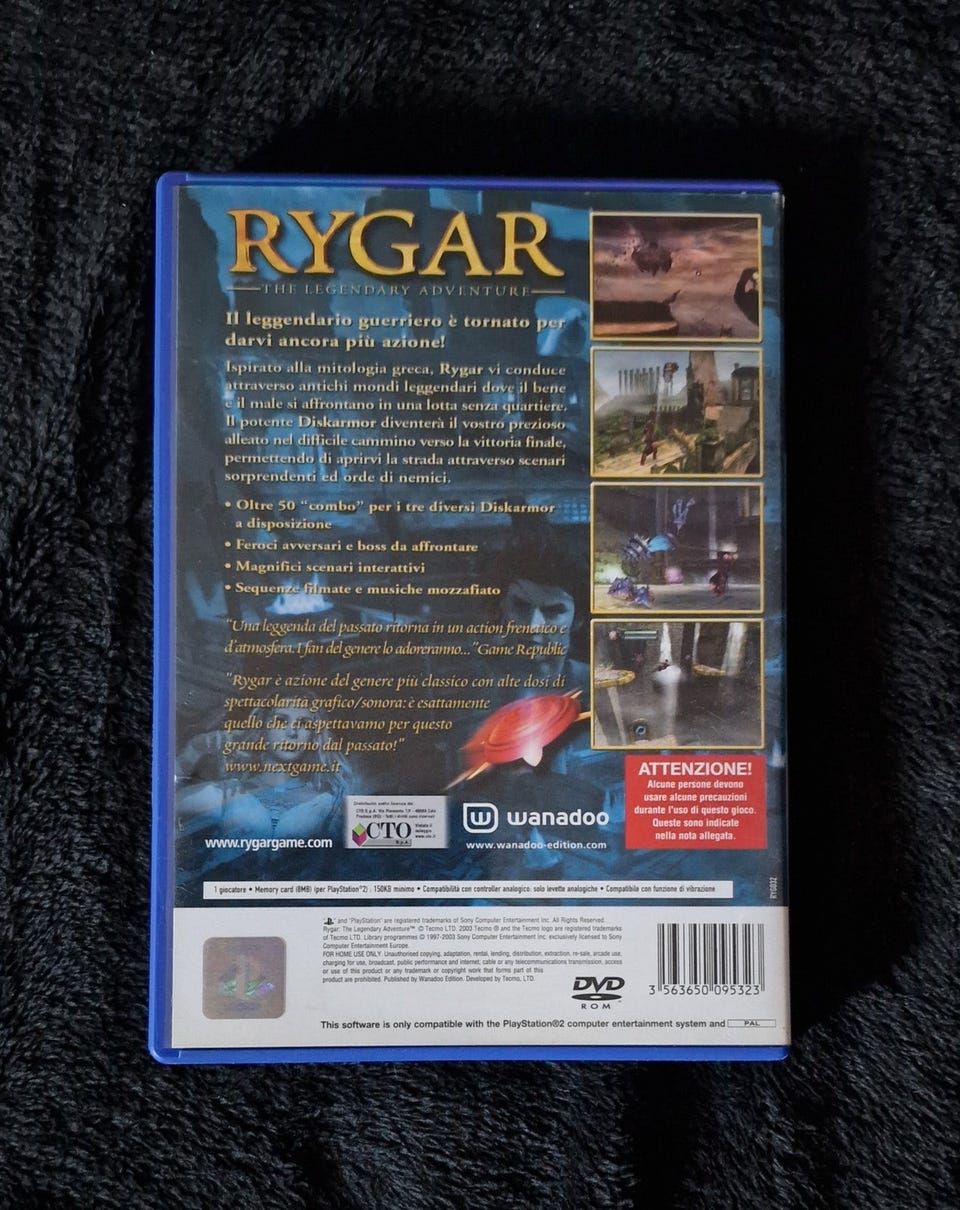 RYGAR
THE LEGENDARY ADVENTURE
Il leggendario guerriero è tornato per
darvi ancora più azione!
Ispirato alla mitologia greca, Rygar vi conduce
attraverso antichi mondi leggendari dove il bene
e il male si affrontano in una lotta senza quartiere.
Il potente Diskarmor diventerà il vostro prezioso
alleato nel difficile cammino verso la vittoria finale,
permettendo di aprirvi la strada attraverso scenari
sorprendenti ed orde di nemici.
• Oltre 50 "combo" per i tre diversi Diskarmor
a disposizione
• Feroci avversari e boss da affrontare
• Magnifici scenari interattivi
• Sequenze filmate e musiche mozzafiato
"Una leggenda del passato ritorna in un action frenetico e
d'atmosfera. I fan del genere lo adoreranno..." Game Republic
"Rygar è azione del genere più classico con alte dosi di
spettacolarità grafico/sonora: è esattamente
quello che ci aspettavamo per questo
grande ritorno dal passato!"
www.nextgame.it
ATTENZIONE!
Alcune persone devono
usare alcune precauzioni
durante l'uso di questo gioco.
Queste sono indicate
nella nota allegata.
www.rygargame.com
Distribuito sotto licenza da:
CTO S.p.A. Via Piemonte
CTO
S.p.A.
Vietato il
noleggio
www.cto.it
wanadoo
www.wanadoo-edition.com
RYG032
1 giocatore • Memory card (8MB) (per PlayStation®2) : 150KB minimo • Compatibilità con controller analogico: solo levette analogiche • Compatibile con funzione di vibrazione
" and "PlayStation" are registered trademarks of Sony Computer Entertainment Inc. All Rights Reserved.
Rygar: The Legendary Adventure™. © Tecmo LTD. 2003 Tecmo ® and the Tecmo logo are registered trademarks
of Tecmo LTD. Library programmes © 1997-2003 Sony Computer Entertainment Inc. exclusively licensed to Sony
Computer Entertainment Europe.
FOR HOME USE ONLY. Unauthorised copying, adaptation, rental, lending, distribution, extraction, re-sale, arcade use,
charging for use, broadcast, public performance and internet, cable or any telecommunications transmission, access
or use of this product or any trademark or copyright work that forms part of this
product are prohibited. Published by Wanadoo Edition. Developed by Tecmo, LTD.
DVD
ROM
3 563650 095323
This software is only compatible with the PlayStation®2 computer entertainment system and PAL